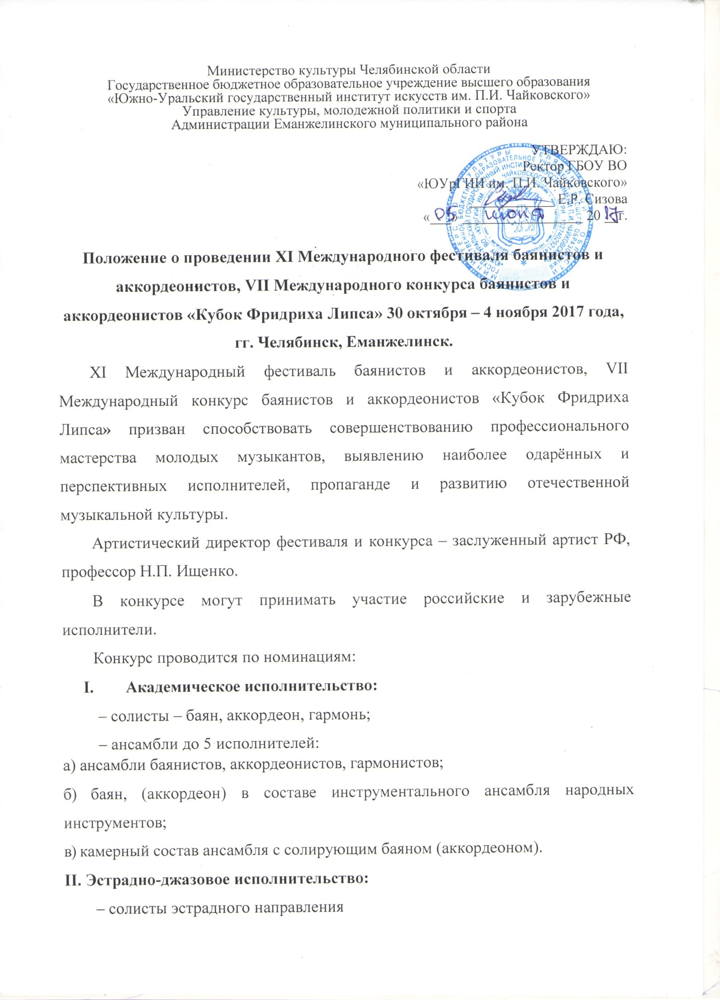 Министерство культуры Челябинской области
Государственное бюджетное образовательное учреждение высшего образования
«Южно-Уральский государственный институт искусств им. П.И. Чайковского»
Управление культуры, молодежной политики и спорта
Администрации Еманжелинского муниципального района
УТВЕРЖДАЮ:
Ректор ГБОУ ВО
«ЮУрГИИ им. П.И. Чайковского»
Е.Р. Сизова
«05» июня 2017г.
Положение о проведении XI Международного фестиваля баянистов и
аккордеонистов, VII Международного конкурса баянистов и
аккордеонистов «Кубок Фридриха Липса» 30 октября – 4 ноября 2017 года,
гг. Челябинск, Еманжелинск.
XI Международный фестиваль баянистов и аккордеонистов, VII
Международный конкурс баянистов и аккордеонистов «Кубок Фридриха
Липса» призван способствовать совершенствованию профессионального
мастерства молодых музыкантов, выявлению наиболее одарённых и
перспективных исполнителей, пропаганде и развитию отечественной
музыкальной культуры.
Артистический директор фестиваля и конкурса – заслуженный артист РФ,
профессор Н.П. Ищенко.
В конкурсе могут принимать участие российские и зарубежные
исполнители.
Конкурс проводится по номинациям:
I. Академическое исполнительство:
– солисты – баян, аккордеон, гармонь;
– ансамбли до 5 исполнителей:
а) ансамбли баянистов, аккордеонистов, гармонистов;
б) баян, (аккордеон) в составе инструментального ансамбля народных
инструментов;
в) камерный состав ансамбля с солирующим баяном (аккордеоном).
II. Эстрадно-джазовое исполнительство:
– солисты эстрадного направления